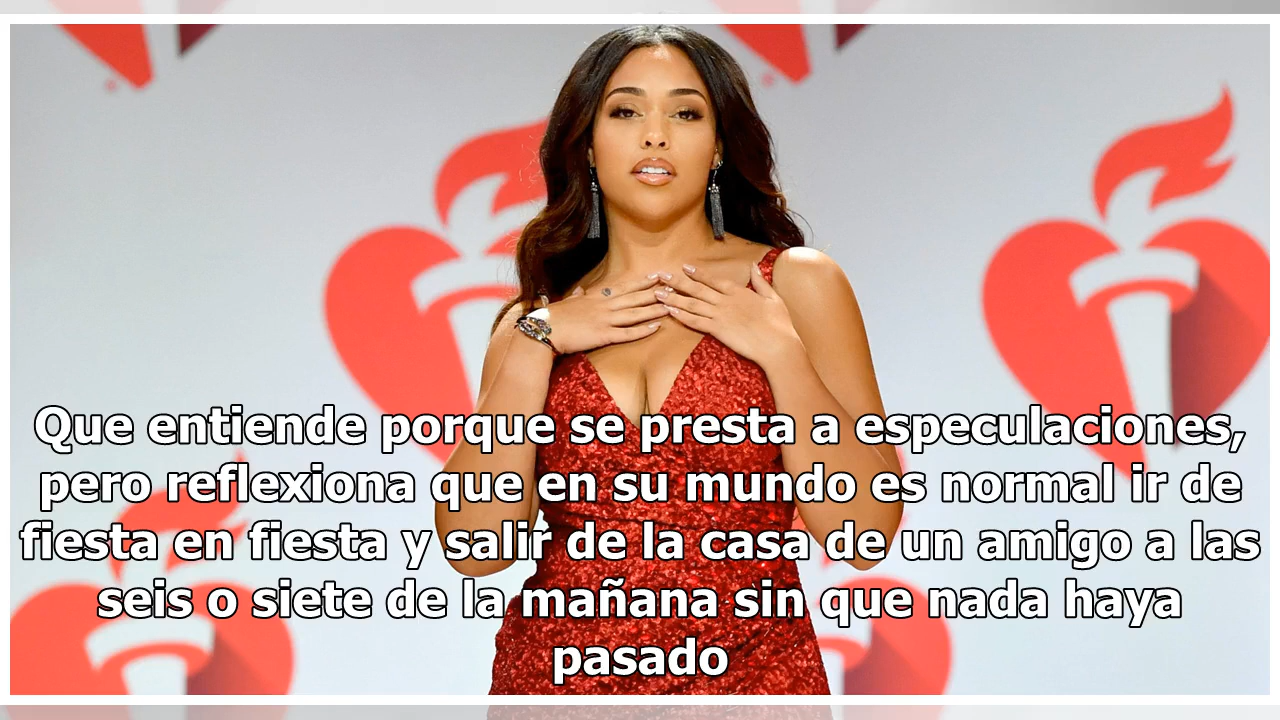 Que entiende porque se presta a especulaciones,
pero reflexiona que en su mundo es normal ir de
fiesta en fiesta y salir de la casa de un amigo a las
seis o siete de la mañana sin que nada haya
pasado